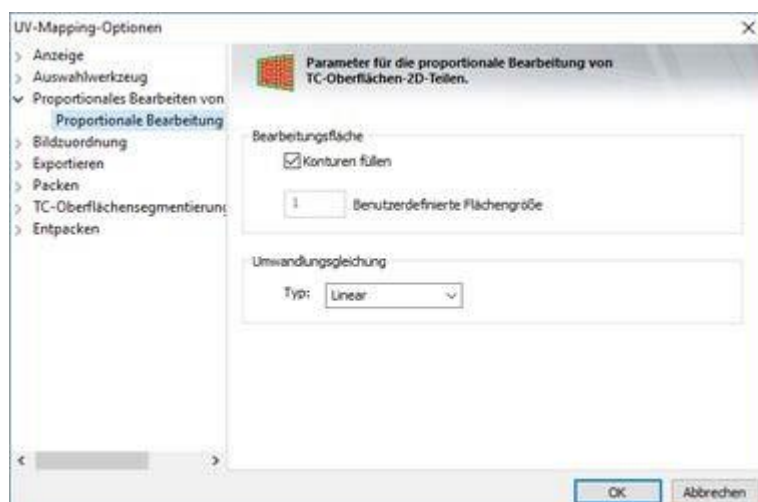 UV-Mapping-Optionen
Anzeige
Auswahlwerkzeug
Proportionales Bearbeiten von
Proportionale Bearbeitung
Bildzuordnung
Exportieren
Packen
TC-Oberflächensegmentierung
Entpacken
Parameter für die proportionale Bearbeitung von
TC-Oberflächen-2D-Teilen.
Bearbeitungsfläche
Konturen füllen
1 Benutzerdefinierte Flächengröße
Umwandlungsgleichung
Typ: Linear
OK Abbrechen